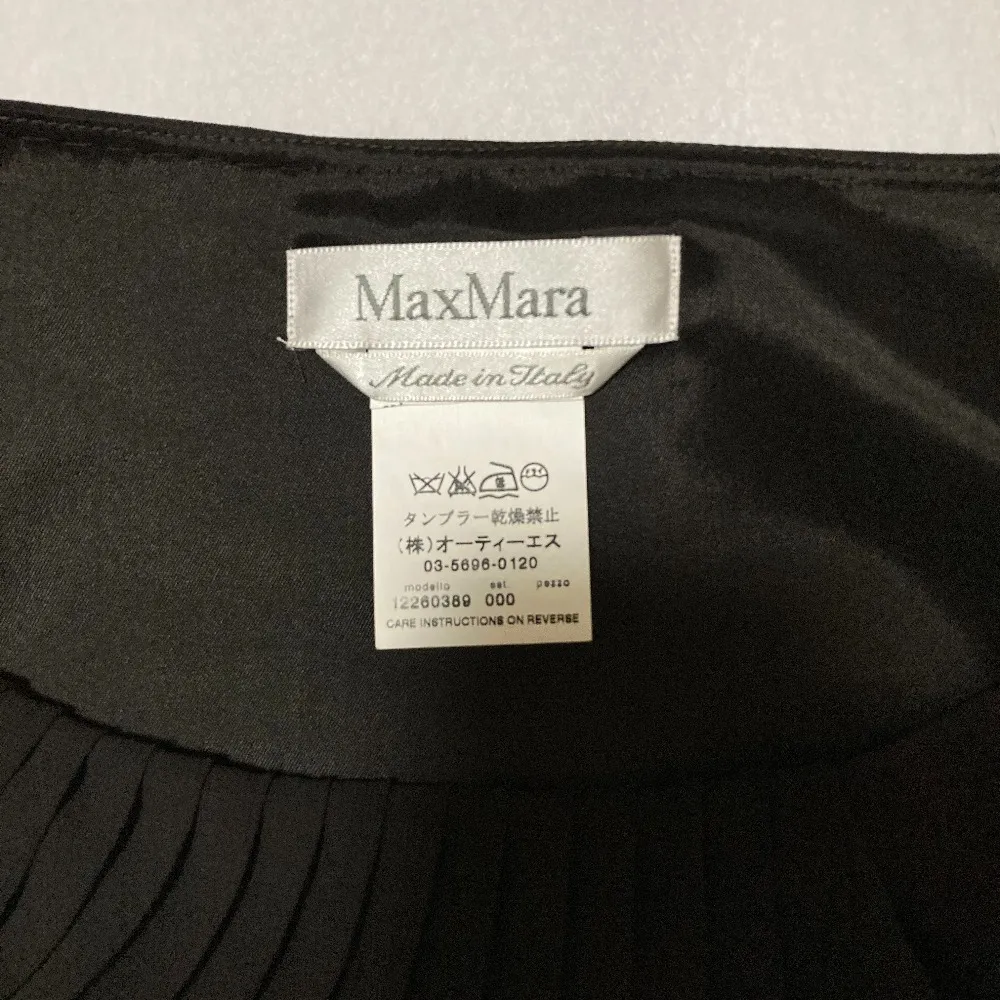 MaxMara
Made in Italy
タンブラー乾燥禁止
(株)オーティーエス
03-5696-0120
modello set. pezzo
12260389 000
CARE INSTRUCTIONS ON REVERSE